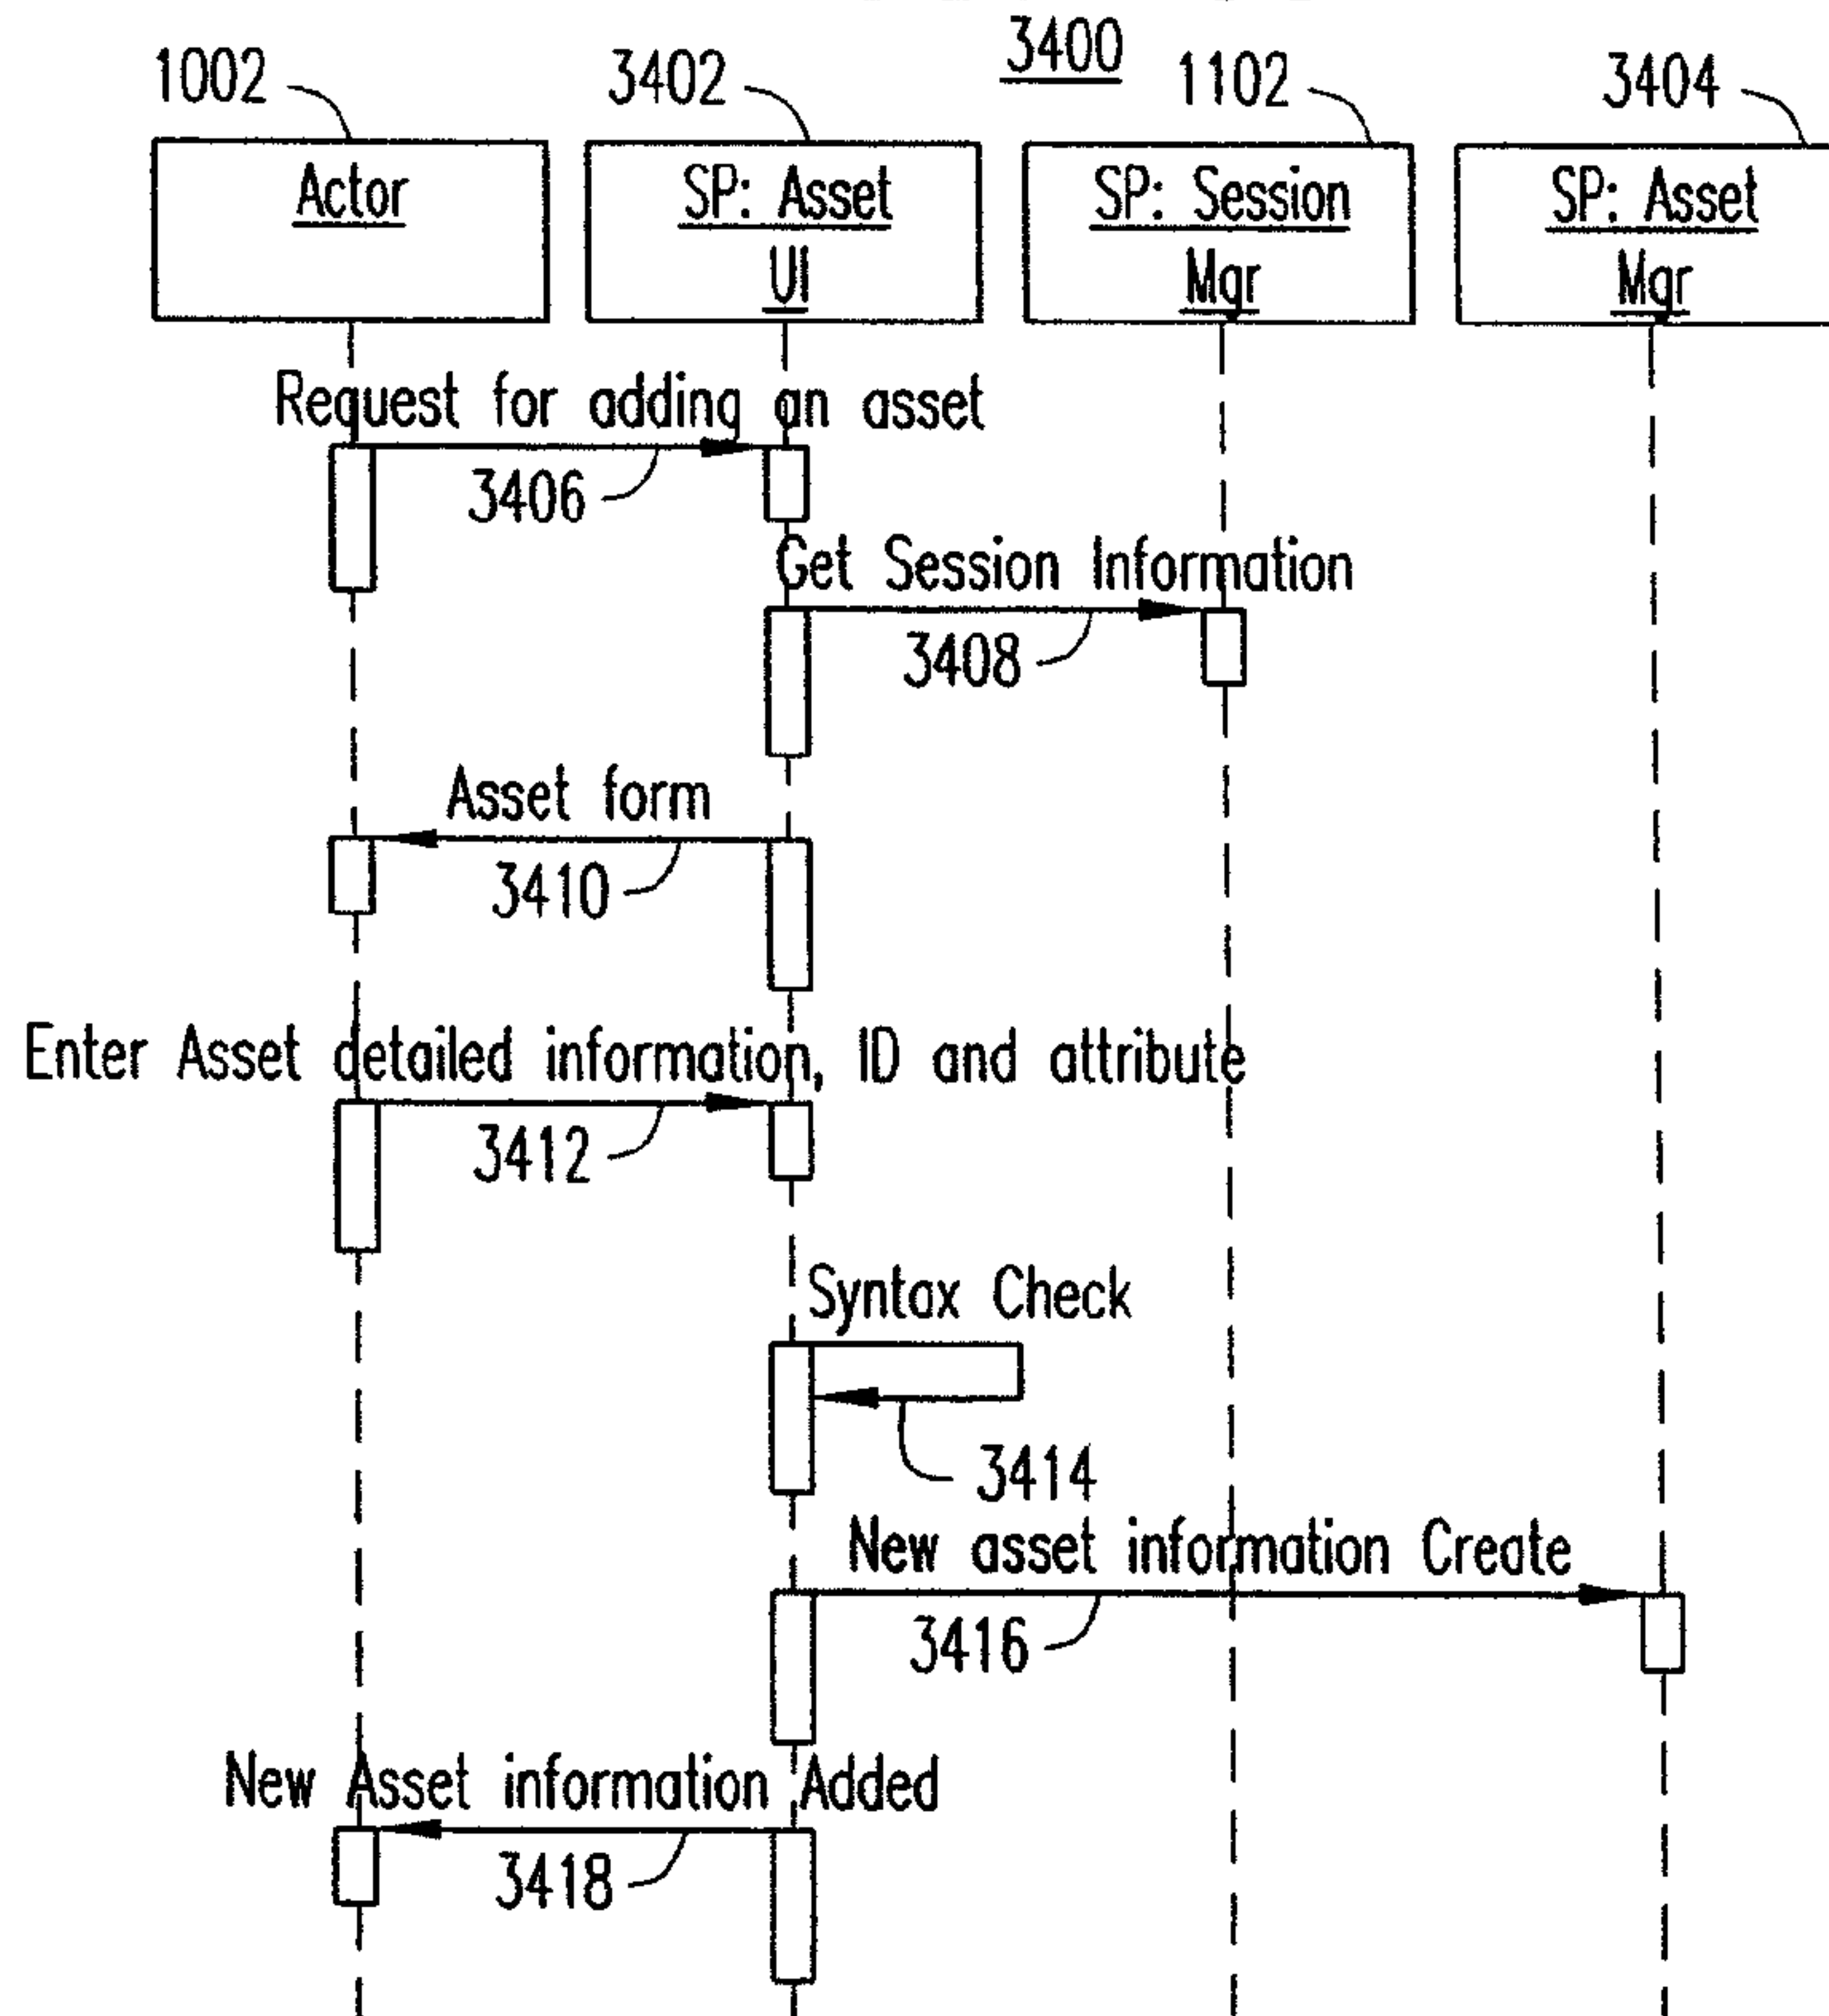 3400
1002
3402
1102
3404
Actor
SP: Asset
UI
SP: Session
Mgr
SP: Asset
Mgr
Request for adding an asset
3406
Get Session Information
3408
Asset form
3410
Enter Asset detailed information, ID and attribute
3412
Syntax Check
3414
New asset information Create
3416
New Asset information Added
3418